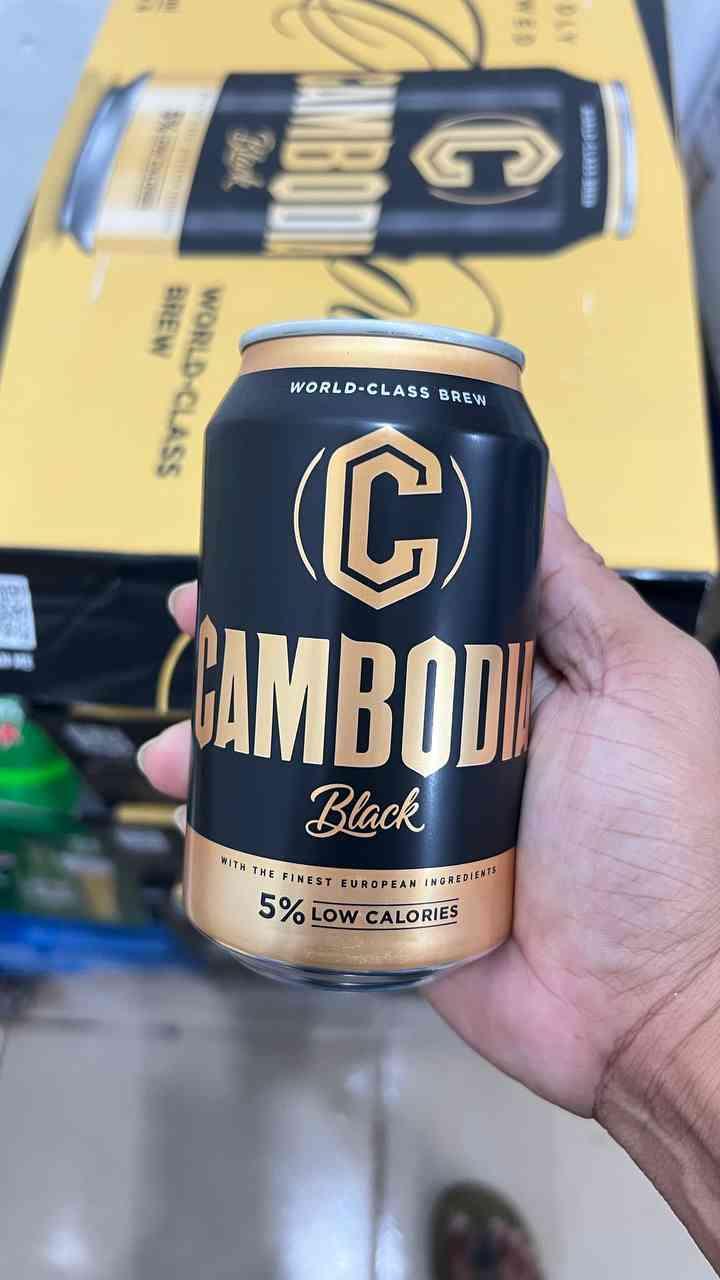 WORLD-CLASS BREW
C
CAMBODIA
Black
WITH THE FINEST EUROPEAN INGREDIENTS
5% LOW CALORIES
C
CAMBODIA
Black
WORLD-CLASS
BREW